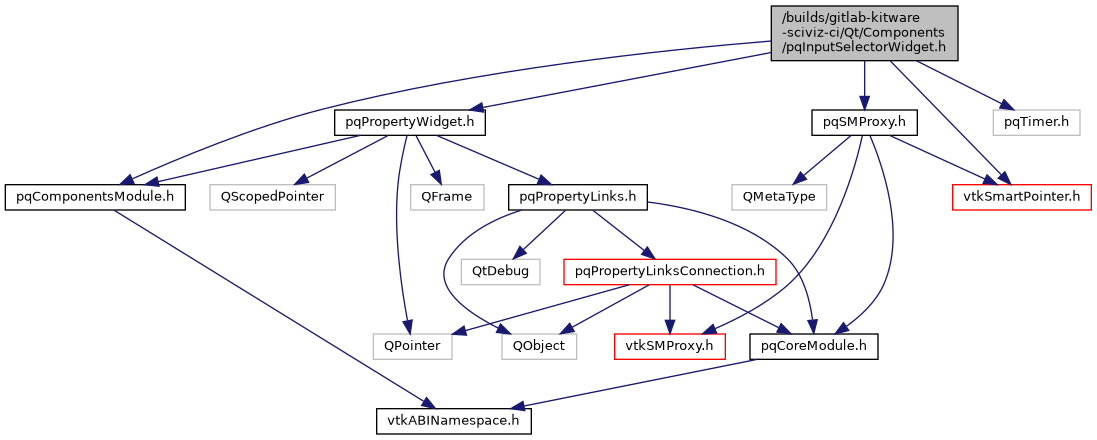 /builds/gitlab-kitware
-sciviz-ci/Qt/Components
/pqInputSelectorWidget.h
pqPropertyWidget.h
pqSMProxy.h
pqTimer.h
pqComponentsModule.h
QScopedPointer
QFrame
pqPropertyLinks.h
QMetaType
vtkSmartPointer.h
QtDebug
pqPropertyLinksConnection.h
QPointer
QObject
vtkSMProxy.h
pqCoreModule.h
vtkABINamespace.h